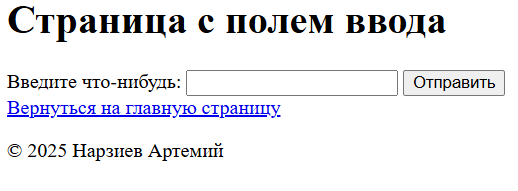 Страница с полем ввода
Введите что-нибудь: Отправить
Вернуться на главную страницу
© 2025 Нарзиев Артемий